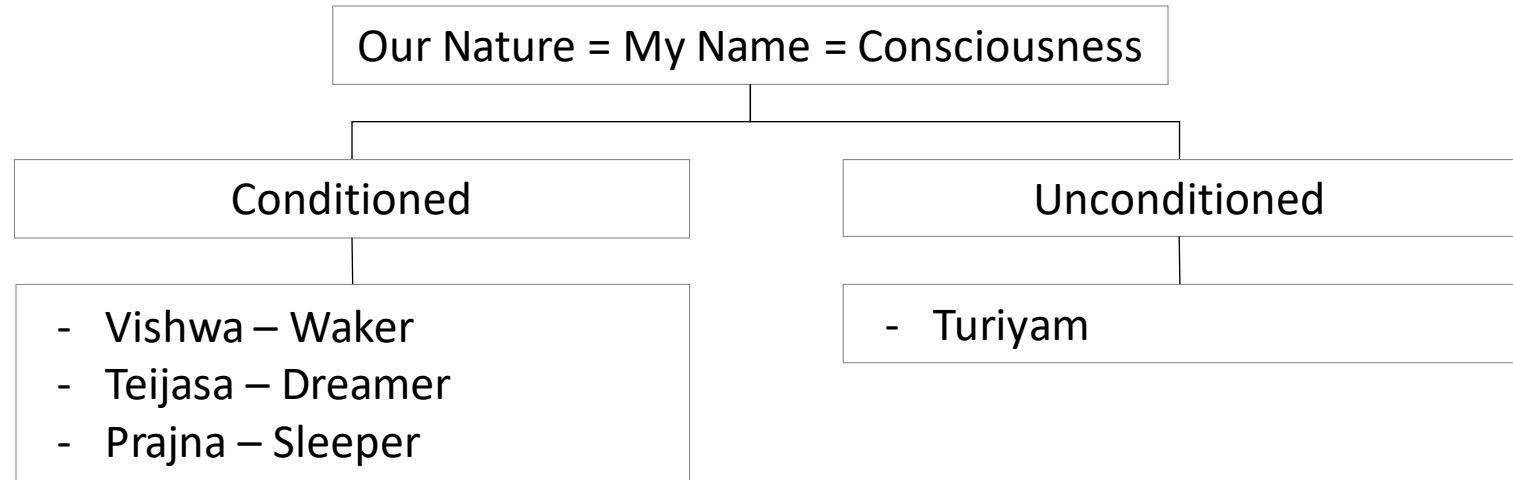 Our Nature = My Name = Consciousness
Conditioned
Unconditioned
- Vishwa – Waker
- Teijasa – Dreamer
- Prajna – Sleeper
- Turiyam